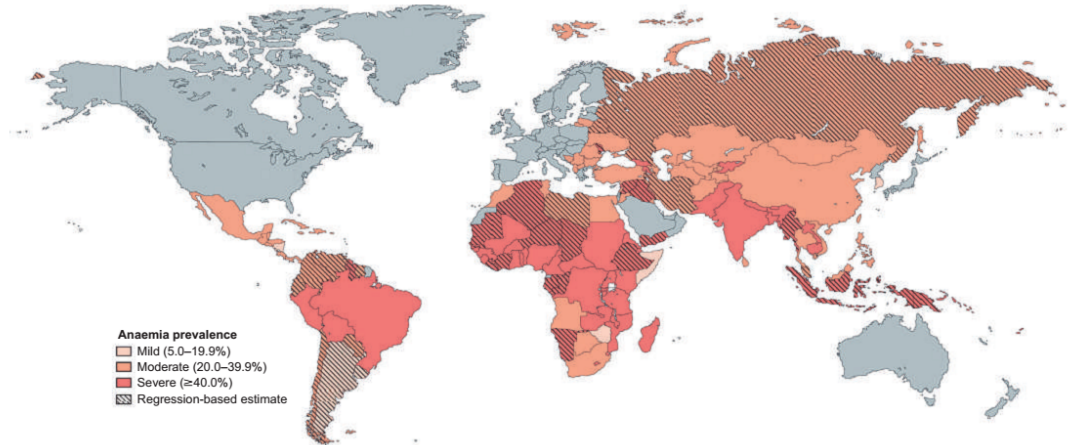 Anaemia prevalence
Mild (5.0–19.9%)
Moderate (20.0–39.9%)
Severe (≥40.0%)
Regression-based estimate